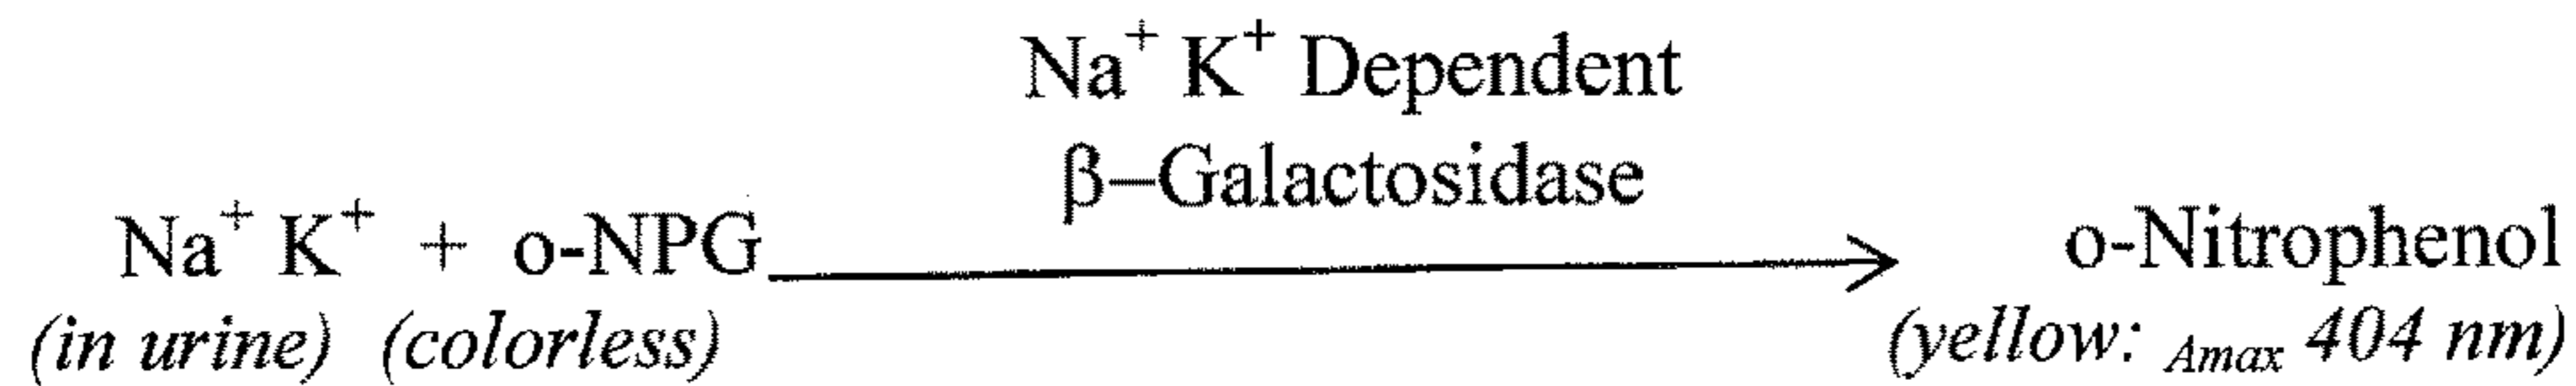 Na⁺ K⁺ Dependent
β–Galactosidase
Na⁺ K⁺ + o-NPG o-Nitrophenol
(in urine) (colorless) (yellow: Amax 404 nm)